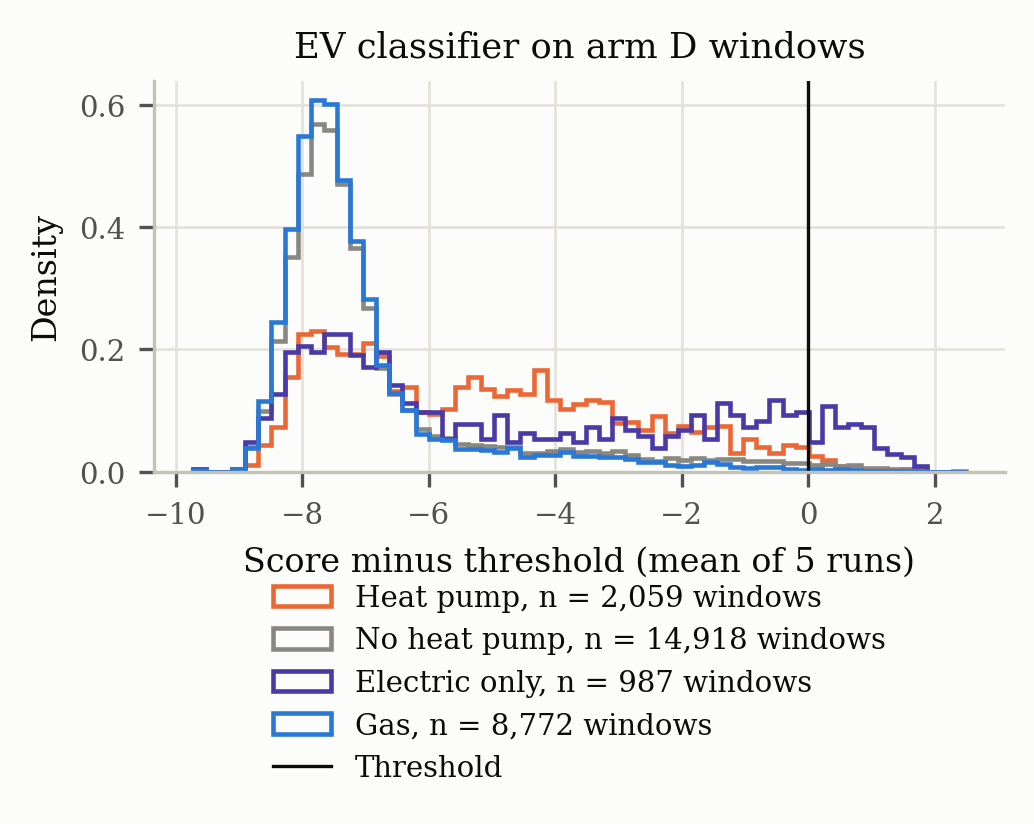 EV classifier on arm D windows
Density
0.6
0.4
0.2
0.0
−10
−8
−6
−4
−2
0
2
Score minus threshold (mean of 5 runs)
Heat pump, n = 2,059 windows
No heat pump, n = 14,918 windows
Electric only, n = 987 windows
Gas, n = 8,772 windows
Threshold